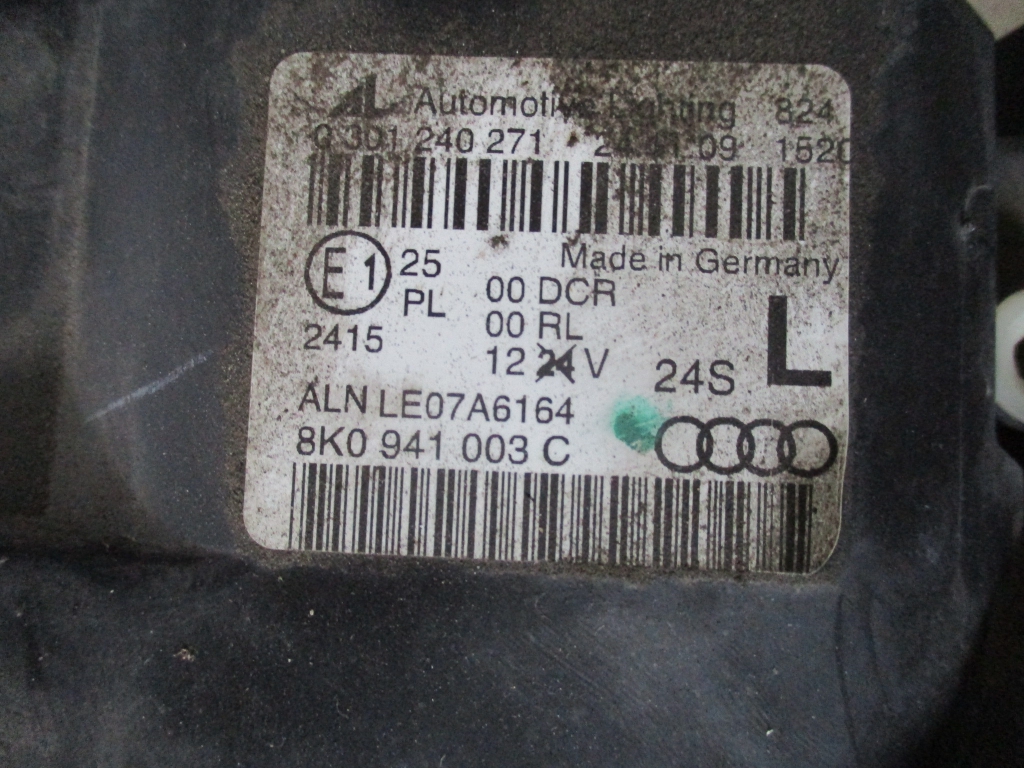 AL Automotive Lighting 824
0 301 240 271 09 1520
Made in Germany
E1 25 00 DCR
PL 00 RL L
2415 12 24 V 24S
ALN LE07A6164
8K0 941 003 C